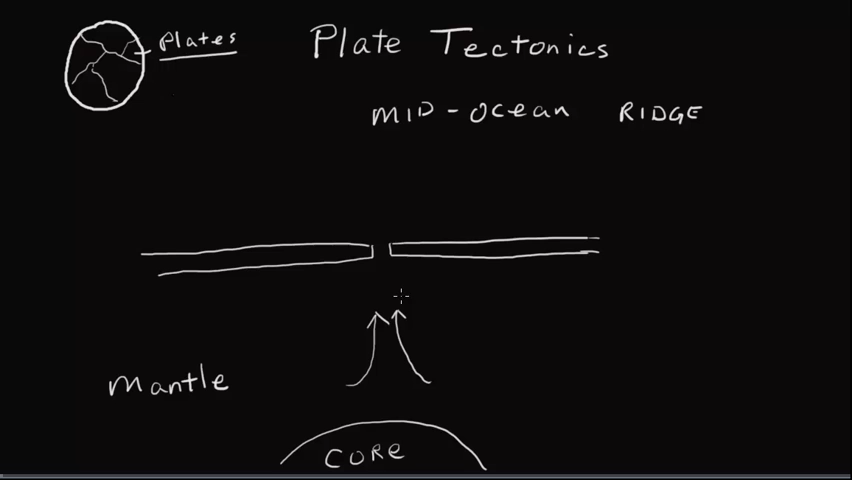 Plates
Plate Tectonics
MID-Ocean RIDGE
Mantle
CORe